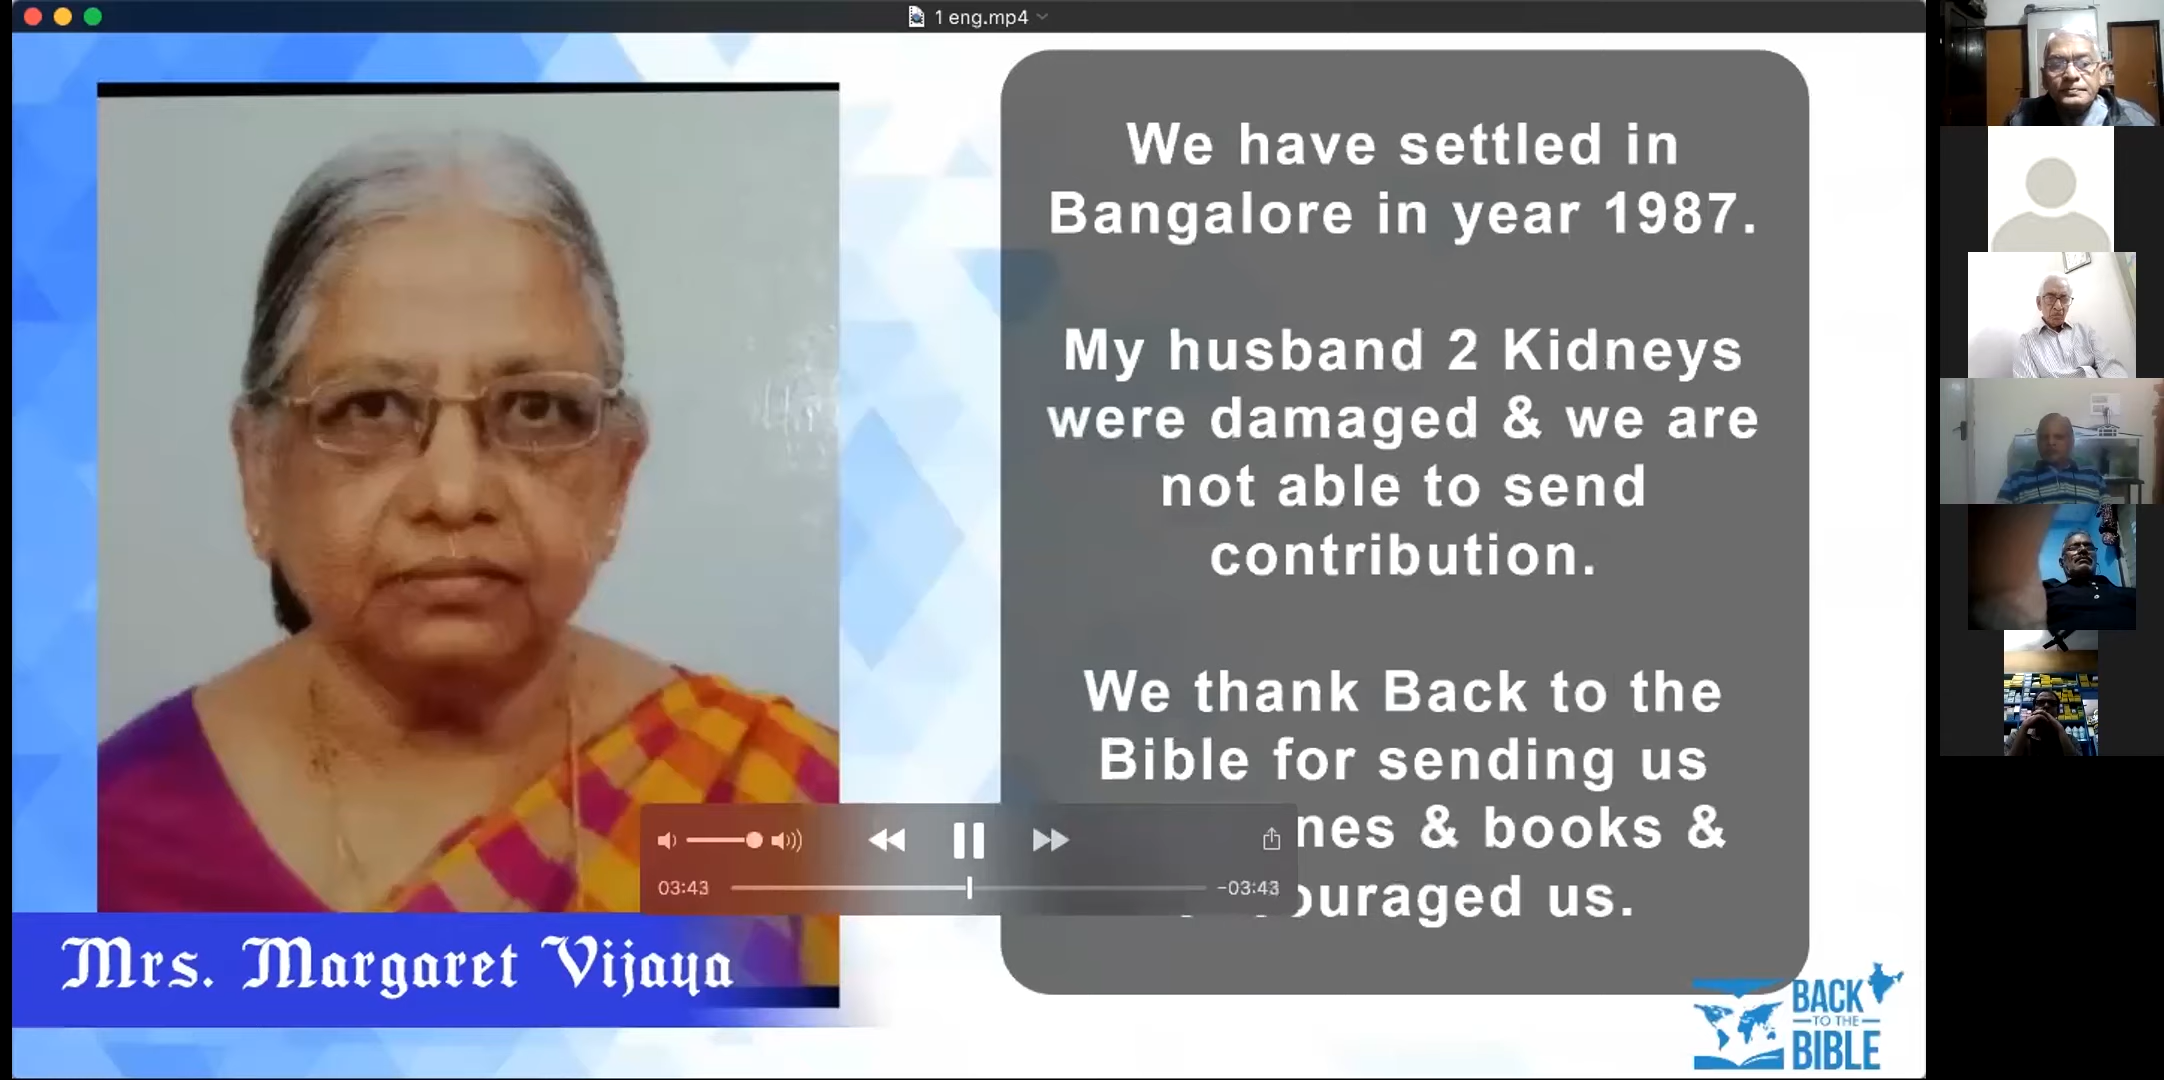 1 eng.mp4
We have settled in
Bangalore in year 1987.
My husband 2 Kidneys
were damaged & we are
not able to send
contribution.
We thank Back to the
Bible for sending us
& books &
us.
03:43
-03:43
Mrs. Margaret Vijaya
BACK
TO THE
BIBLE